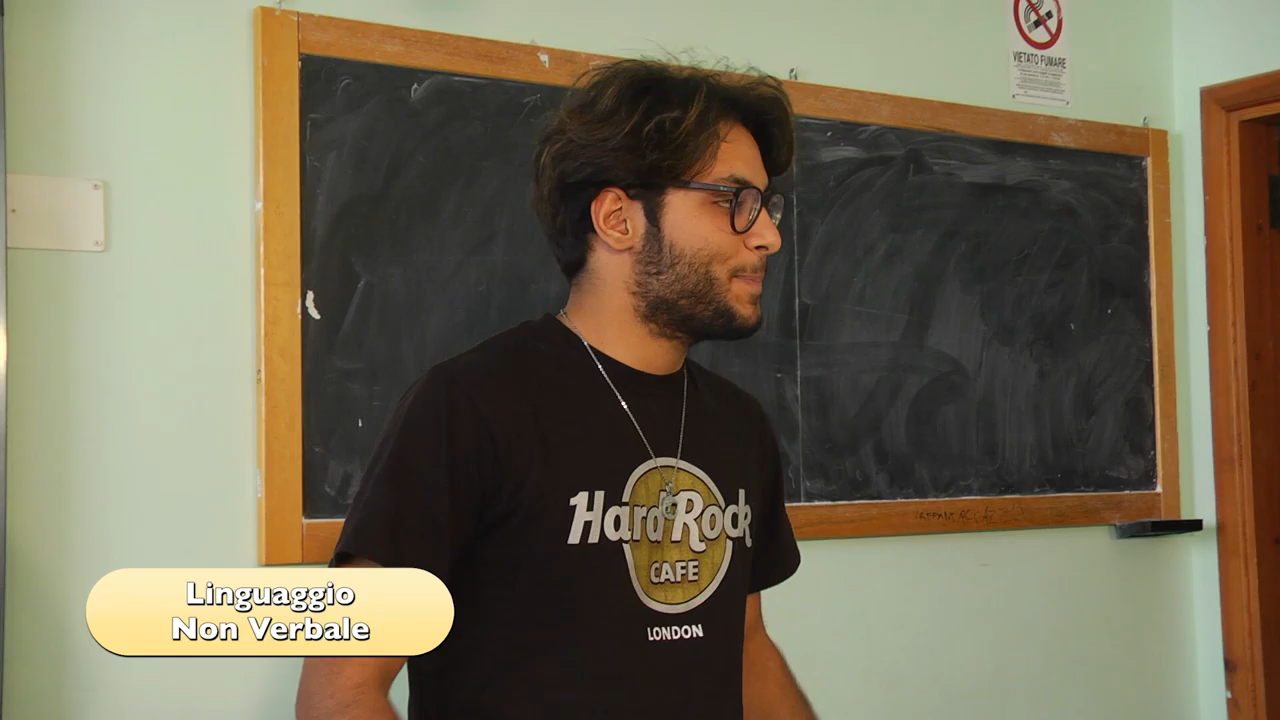 VIETATO FUMARE
Hard Rock
CAFE
LONDON
Linguaggio
Non Verbale